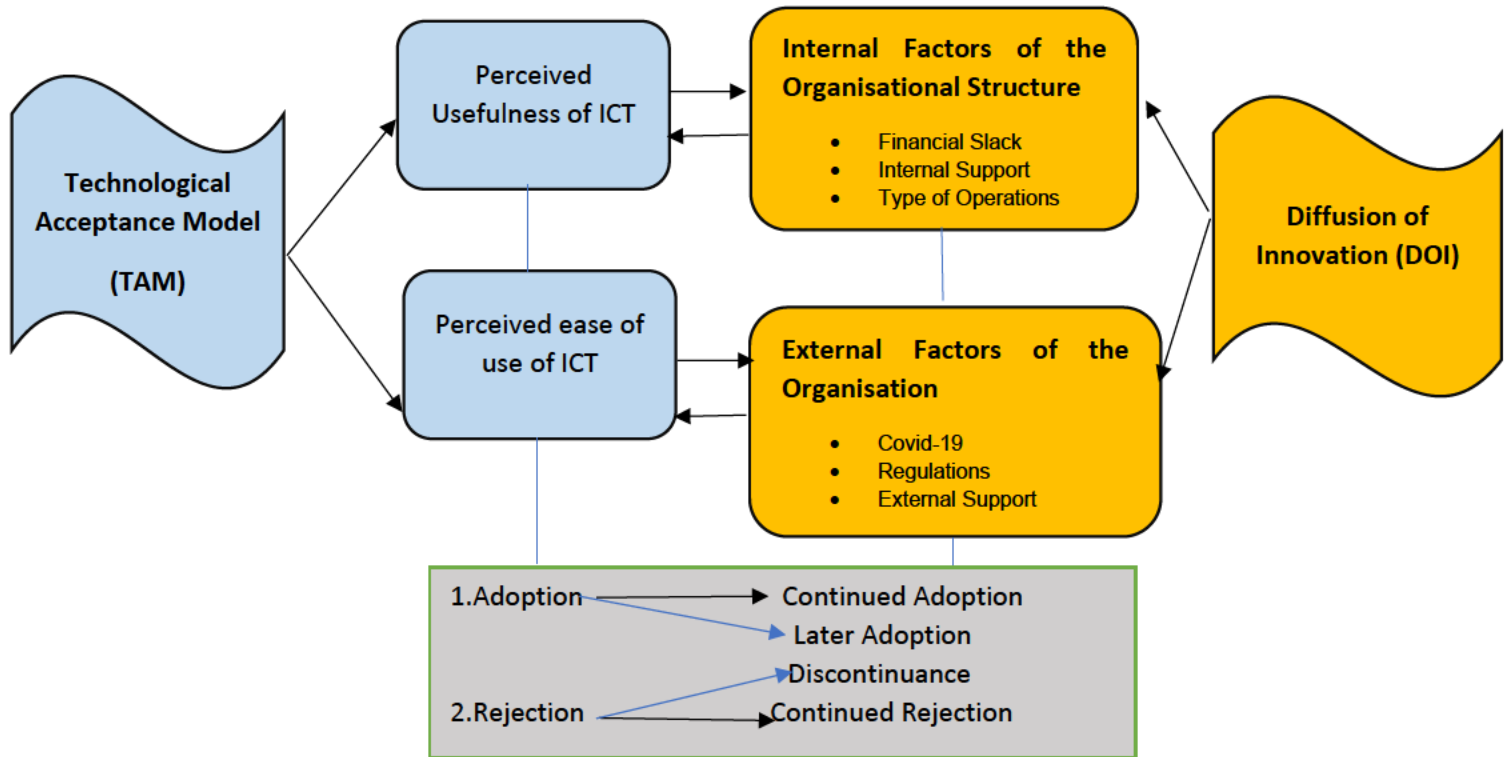 Technological
Acceptance Model
(TAM)
Perceived
Usefulness of ICT
Perceived ease of
use of ICT
Internal Factors of the
Organisational Structure
• Financial Slack
• Internal Support
• Type of Operations
External Factors of the
Organisation
• Covid-19
• Regulations
• External Support
Diffusion of
Innovation (DOI)
1.Adoption
Continued Adoption
Later Adoption
Discontinuance
2.Rejection
Continued Rejection